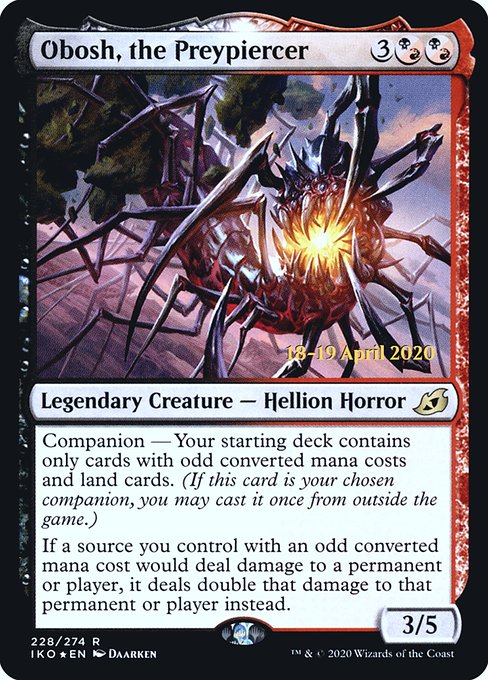 Obosh, the Preypiercer 3
18-19 April 2020
Legendary Creature — Hellion Horror
Companion — Your starting deck contains
only cards with odd converted mana costs
and land cards. (If this card is your chosen
companion, you may cast it once from outside the
game.)
If a source you control with an odd converted
mana cost would deal damage to a permanent
or player, it deals double that damage to that
permanent or player instead.
3/5
228/274 R
IKO ★ EN Daarken
™ & © 2020 Wizards of the Coast